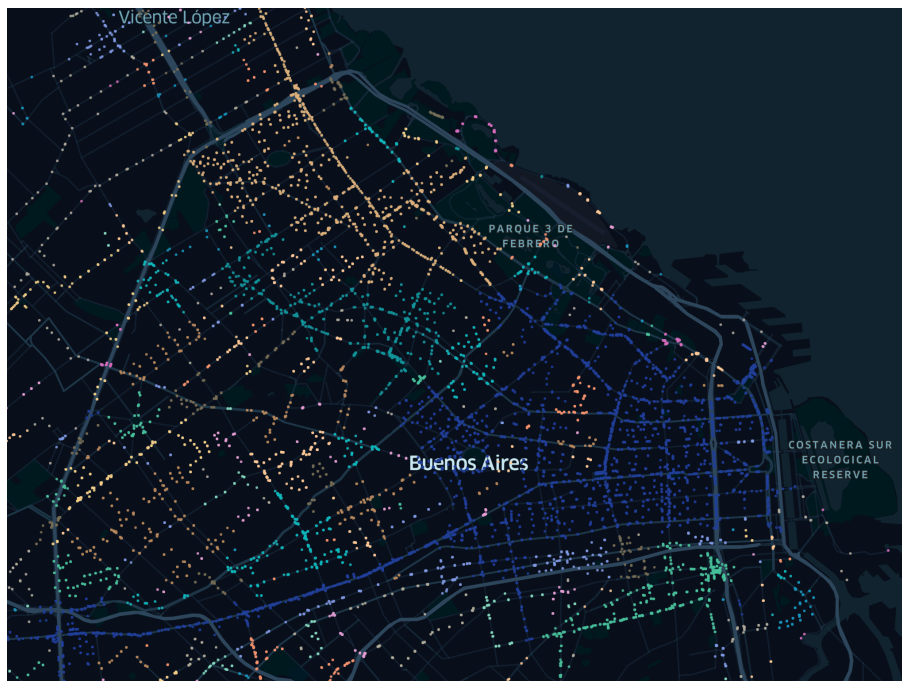 Vicente López
PARQUE 3 DE
FEBRERO
Buenos Aires
COSTANERA SUR
ECOLOGICAL
RESERVE